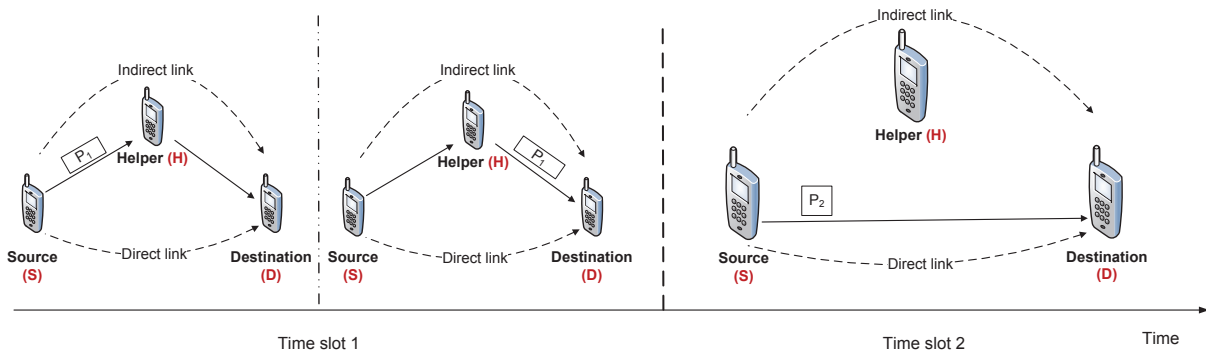 Indirect link
P1
Helper (H)
Source
(S)
Direct link
Destination
(D)
Indirect link
Helper (H)
P1
Source
(S)
Direct link
Destination
(D)
Indirect link
Helper (H)
P2
Source
(S)
Direct link
Destination
(D)
Time slot 1
Time slot 2
Time